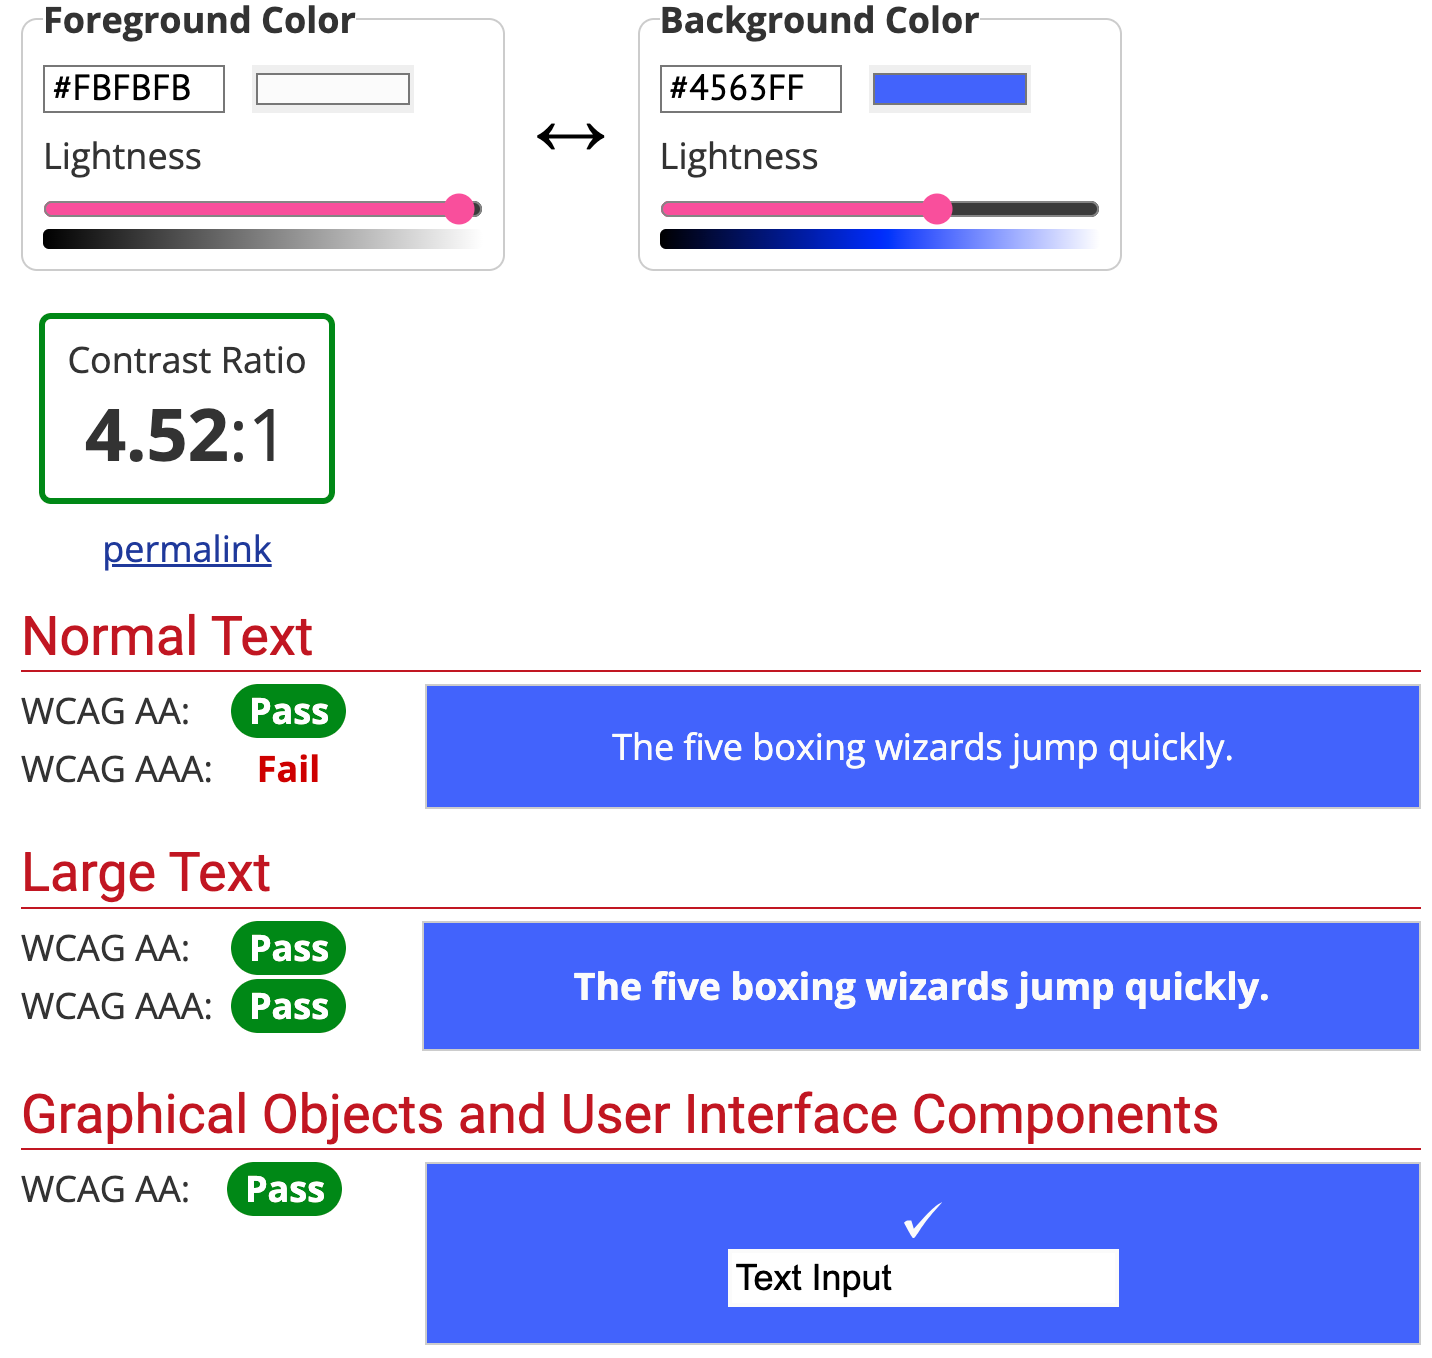 Foreground Color
#FBFBFB
Lightness
Background Color
#4563FF
Lightness
Contrast Ratio
4.52:1
permalink
Normal Text
WCAG AA: Pass
WCAG AAA: Fail
The five boxing wizards jump quickly.
Large Text
WCAG AA: Pass
WCAG AAA: Pass
The five boxing wizards jump quickly.
Graphical Objects and User Interface Components
WCAG AA: Pass
Text Input